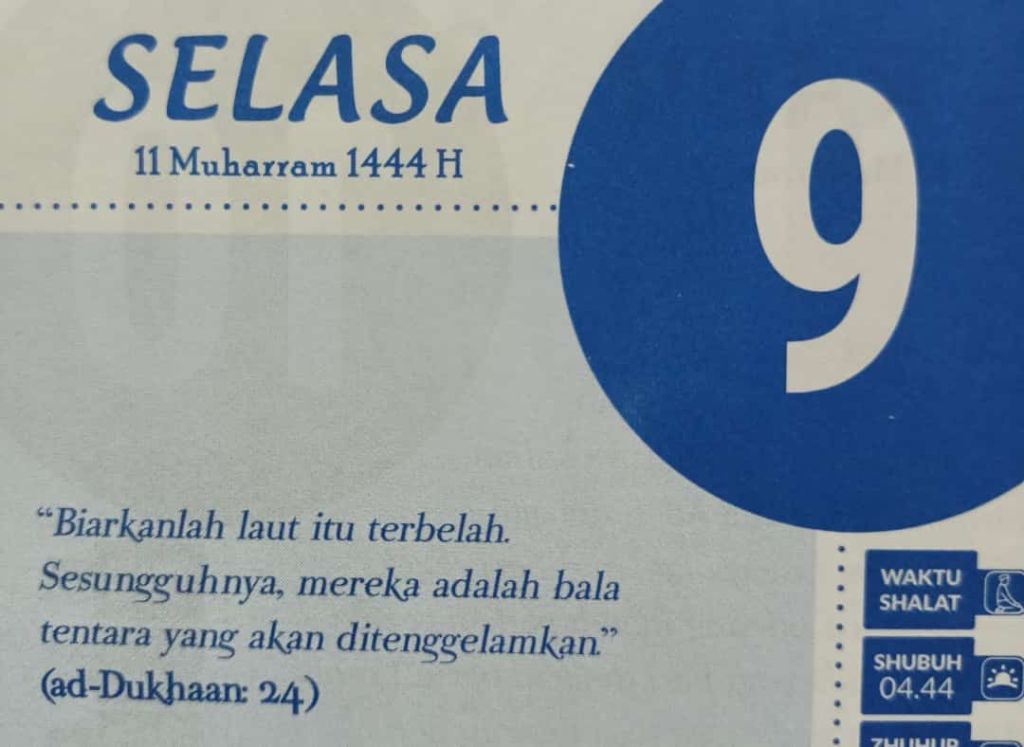 SELASA
11 Muharram 1444 H
9
“Biarkanlah laut itu terbelah.
Sesungguhnya, mereka adalah bala
tentara yang akan ditenggelamkan.”
(ad-Dukhaan: 24)
WAKTU
SHALAT
SHUBUH
04.44
ZHUHUR